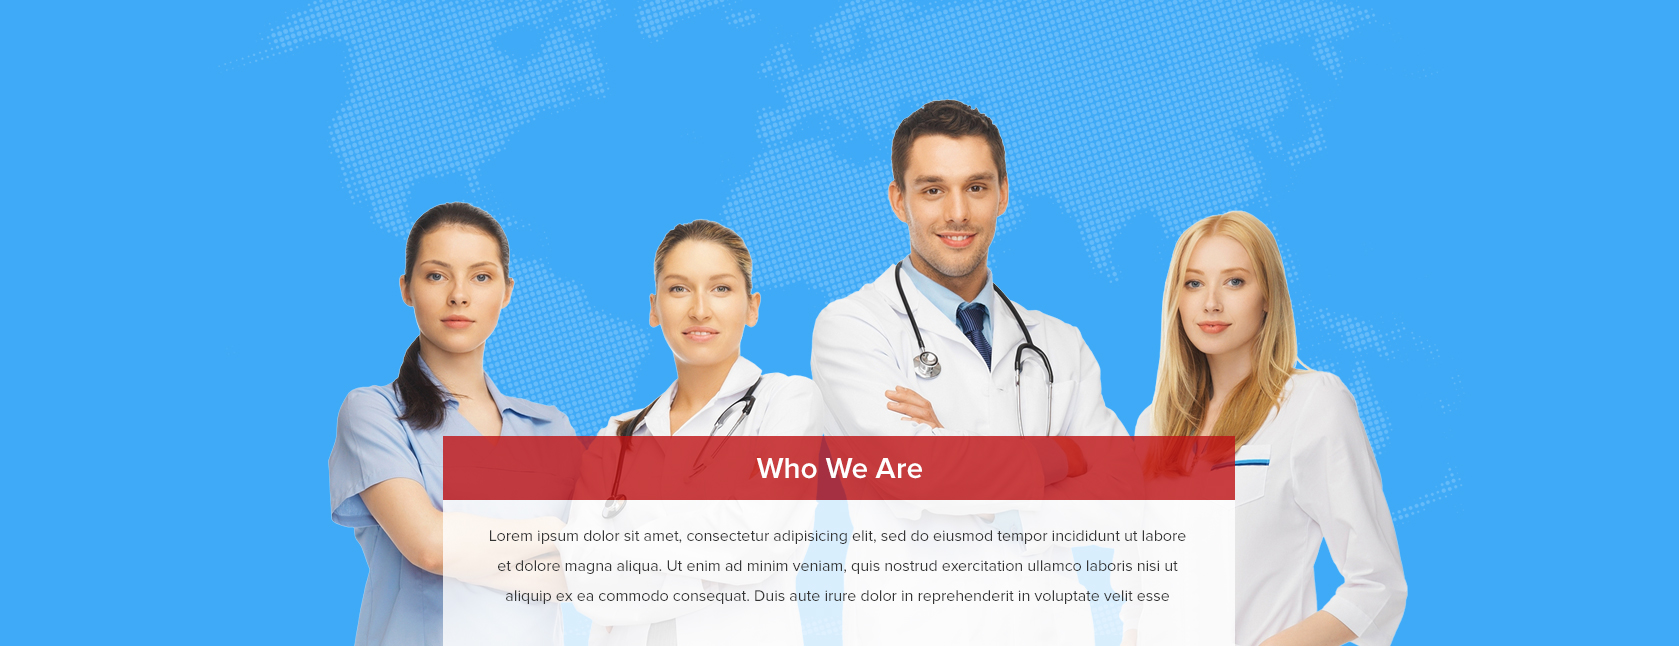 Who We Are
Lorem ipsum dolor sit amet, consectetur adipisicing elit, sed do eiusmod tempor incididunt ut labore
et dolore magna aliqua. Ut enim ad minim veniam, quis nostrud exercitation ullamco laboris nisi ut
aliquip ex ea commodo consequat. Duis aute irure dolor in reprehenderit in voluptate velit esse